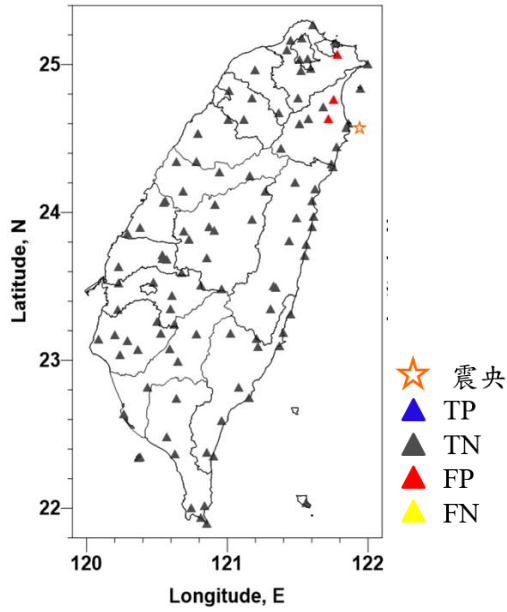 25
24
23
22
Latitude, N
120
121
122
Longitude, E
震央
TP
TN
FP
FN